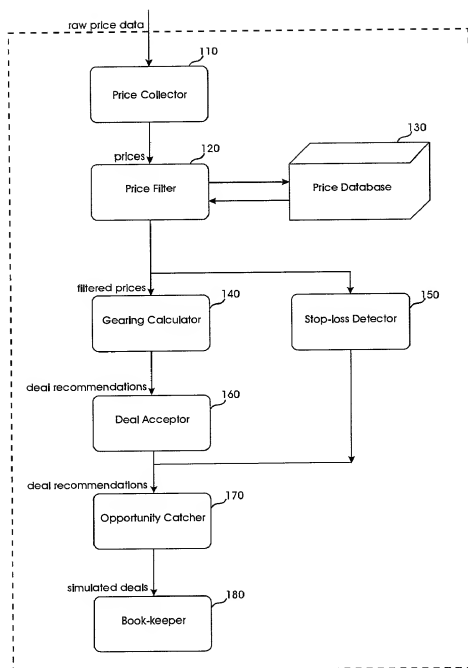 raw price data
110
Price Collector
prices
120
130
Price Filter
Price Database
filtered prices
140
150
Gearing Calculator
Stop-loss Detector
deal recommendations
160
Deal Acceptor
deal recommendations
170
Opportunity Catcher
simulated deals
180
Book-keeper